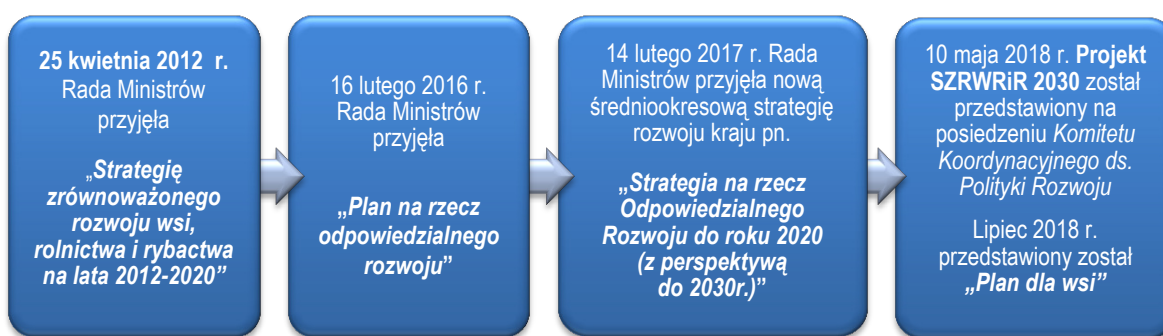 25 kwietnia 2012 r.
Rada Ministrów
przyjęła
„Strategię
zrównoważonego
rozwoju wsi,
rolnictwa i rybactwa
na lata 2012-2020”
16 lutego 2016 r.
Rada Ministrów
przyjęła
„Plan na rzecz
odpowiedzialnego
rozwoju”
14 lutego 2017 r. Rada
Ministrów przyjęła nową
średniookresową strategię
rozwoju kraju pn.
„Strategia na rzecz
Odpowiedzialnego
Rozwoju do roku 2020
(z perspektywą
do 2030r.)”
10 maja 2018 r. Projekt
SZRWRiR 2030 został
przedstawiony na
posiedzeniu Komitetu
Koordynacyjnego ds.
Polityki Rozwoju
Lipiec 2018 r.
przedstawiony został
„Plan dla wsi”